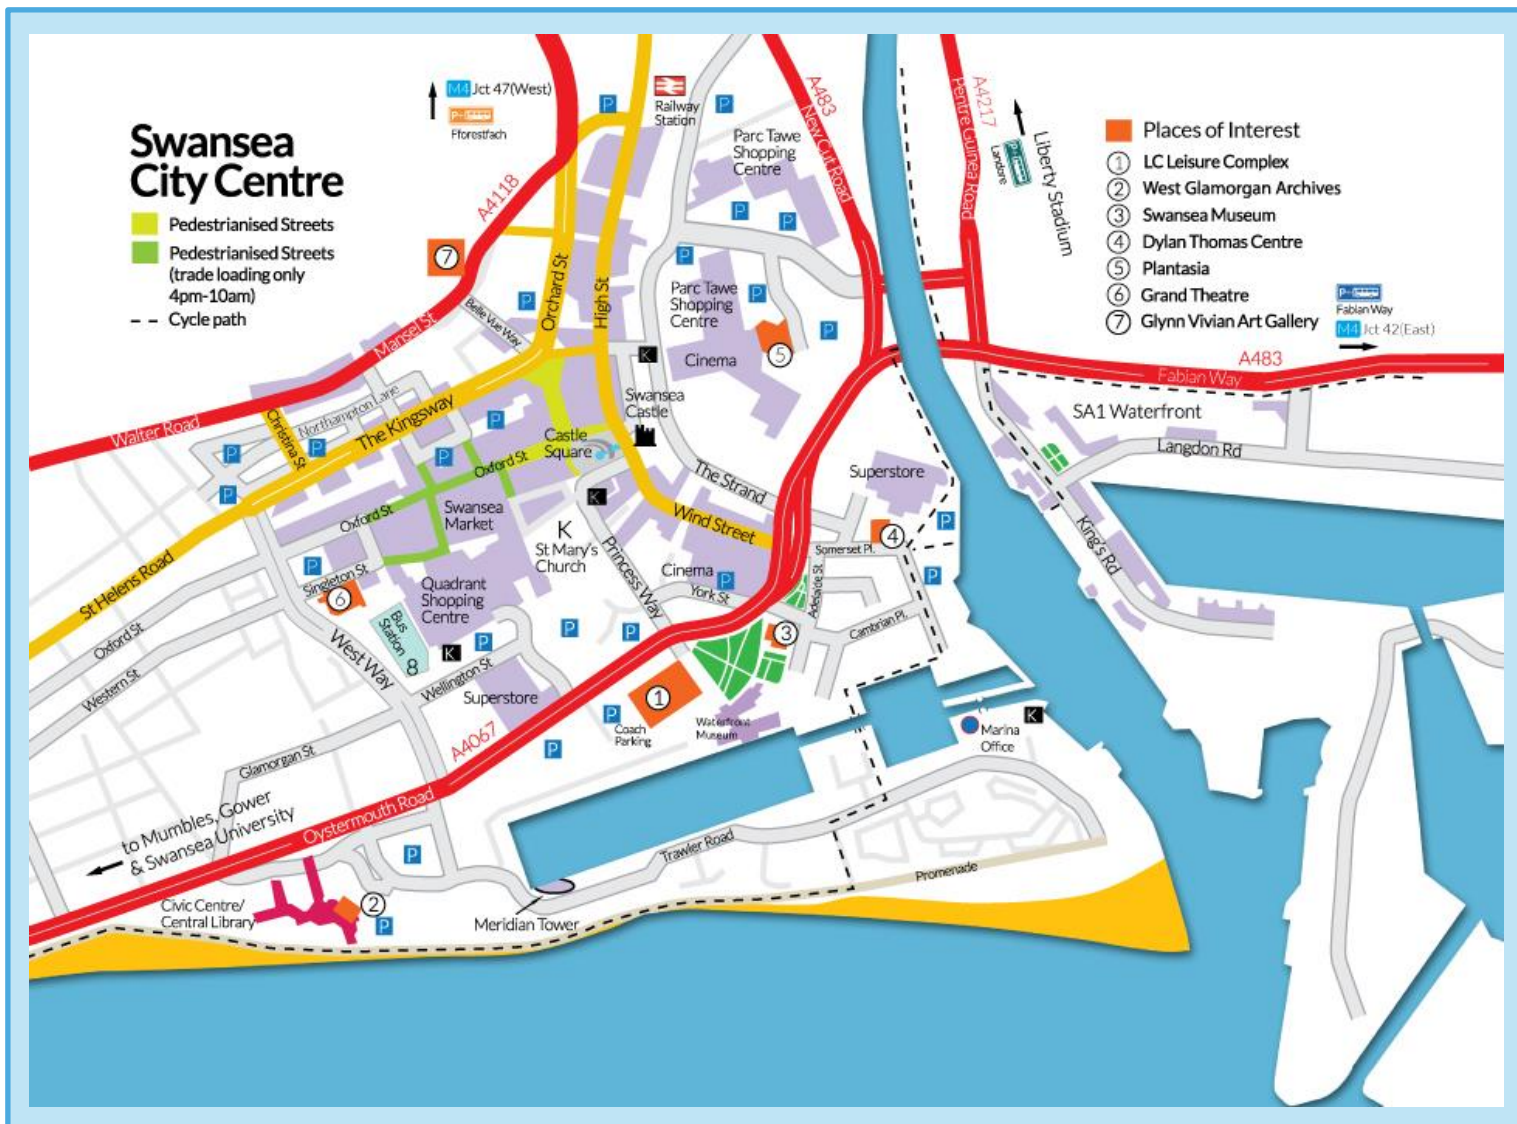 Swansea
City Centre
Pedestrianised Streets
Pedestrianised Streets
(trade loading only
4pm-10am)
Cycle path
M4 Jct 47(West)
P+
Fforestfach
Railway
Station
P
P
Parc Tawe
Shopping
Centre
A483
New Cut Road
A4217
Pentre Guinea Road
Liberty Stadium
P+
Landore
Places of Interest
1 LC Leisure Complex
2 West Glamorgan Archives
3 Swansea Museum
4 Dylan Thomas Centre
5 Plantasia
6 Grand Theatre
7 Glynn Vivian Art Gallery
P+
Fabian Way
M4 Jct 42(East)
A4118
7
P
P
P
P
Orchard St
High St
Belle Vue Way
Mansel St
Parc Tawe
Shopping
Centre
P
P
P
5
Cinema
K
A483
Fabian Way
Walter Road
Christina St
Northampton Lane
The Kingsway
P
P
P
P
P
Swansea
Castle
Castle
Square
Oxford St
SA1 Waterfront
Langdon Rd
King's Rd
The Strand
Superstore
Oxford St
Swansea
Market
K
K
St Mary's
Church
Princess Way
Wind Street
4
P
P
Somerset Pl.
Adelaide St
Cambrian Pl.
St Helens Road
Oxford St
Western St
P
Singleton St
6
Bus
Station
8
Quadrant
Shopping
Centre
Cinema
P
York St
3
P
P
P
K
West Way
Wellington St
Superstore
1
P
Coach
Parking
P
Waterfront
Museum
Marina
Office
K
A4067
Glamorgan St
to Mumbles, Gower
& Swansea University
Oystermouth Road
Trawler Road
Promenade
P
Civic Centre/
Central Library
2
P
Meridian Tower